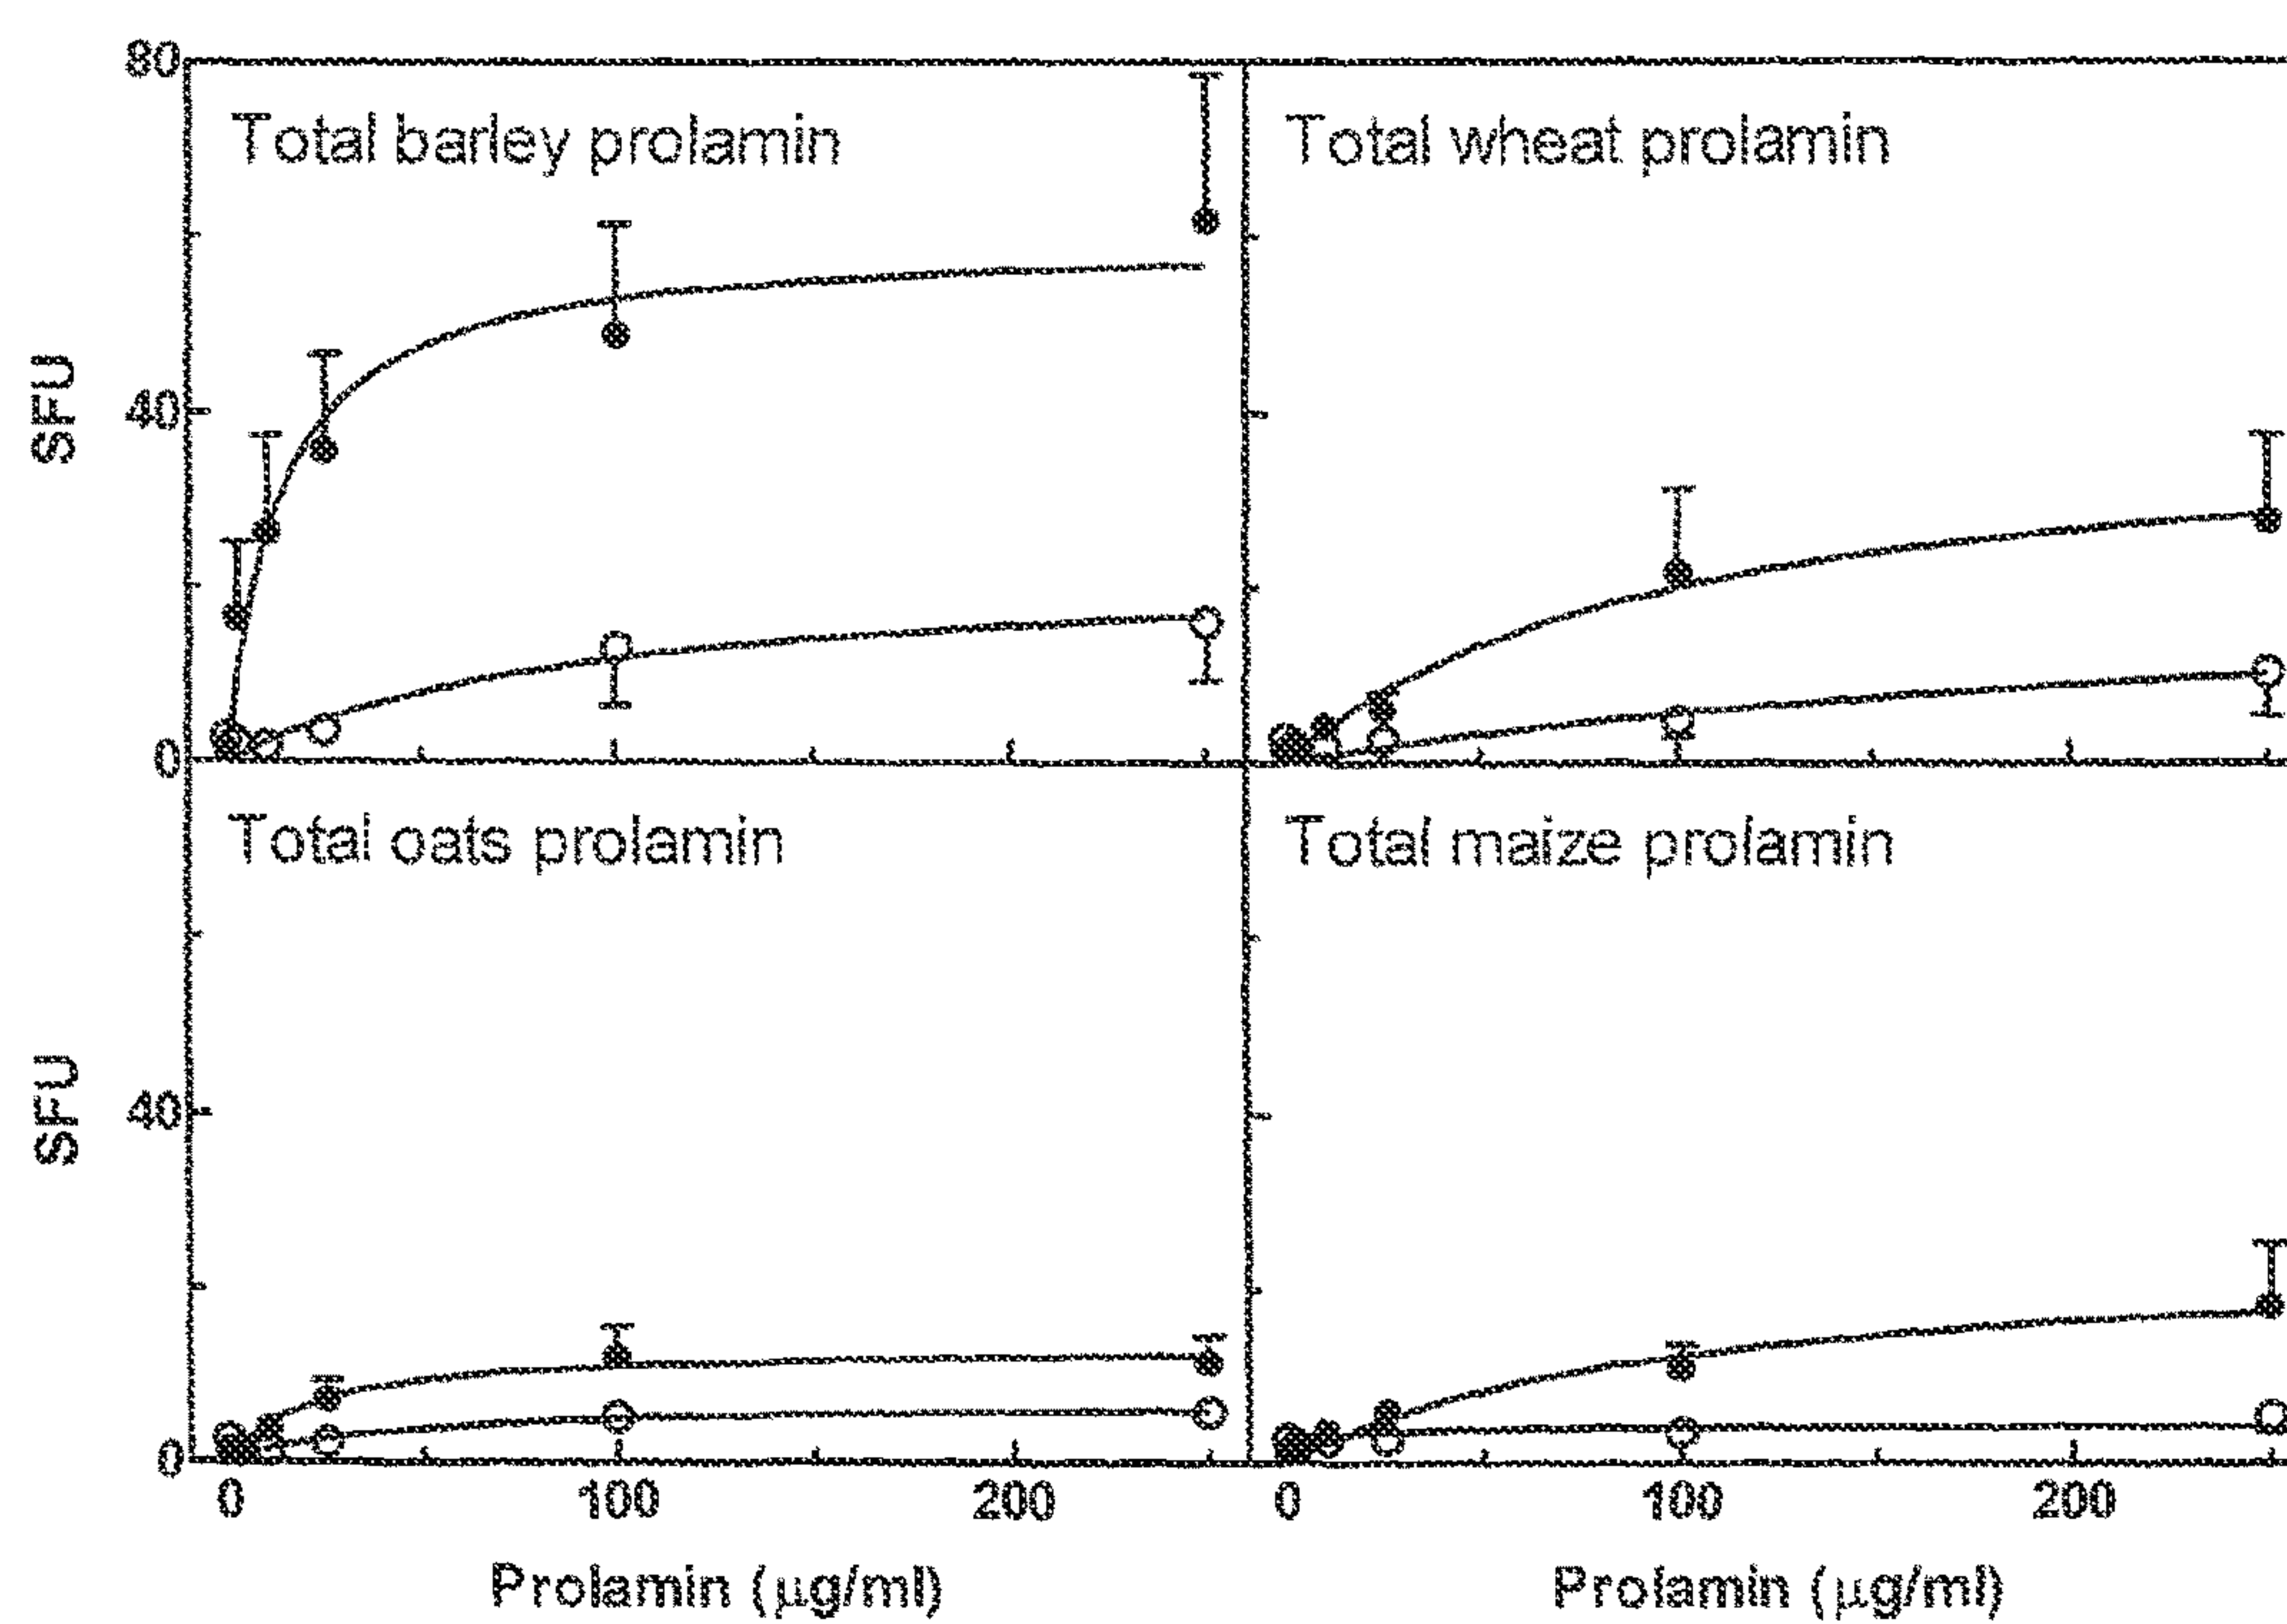 80
Total barley prolamin
Total wheat prolamin
SFU
40
0
Total oats prolamin
Total maize prolamin
SFU
40
0
0 100 200 0 100 200
Prolamin (μg/ml) Prolamin (μg/ml)